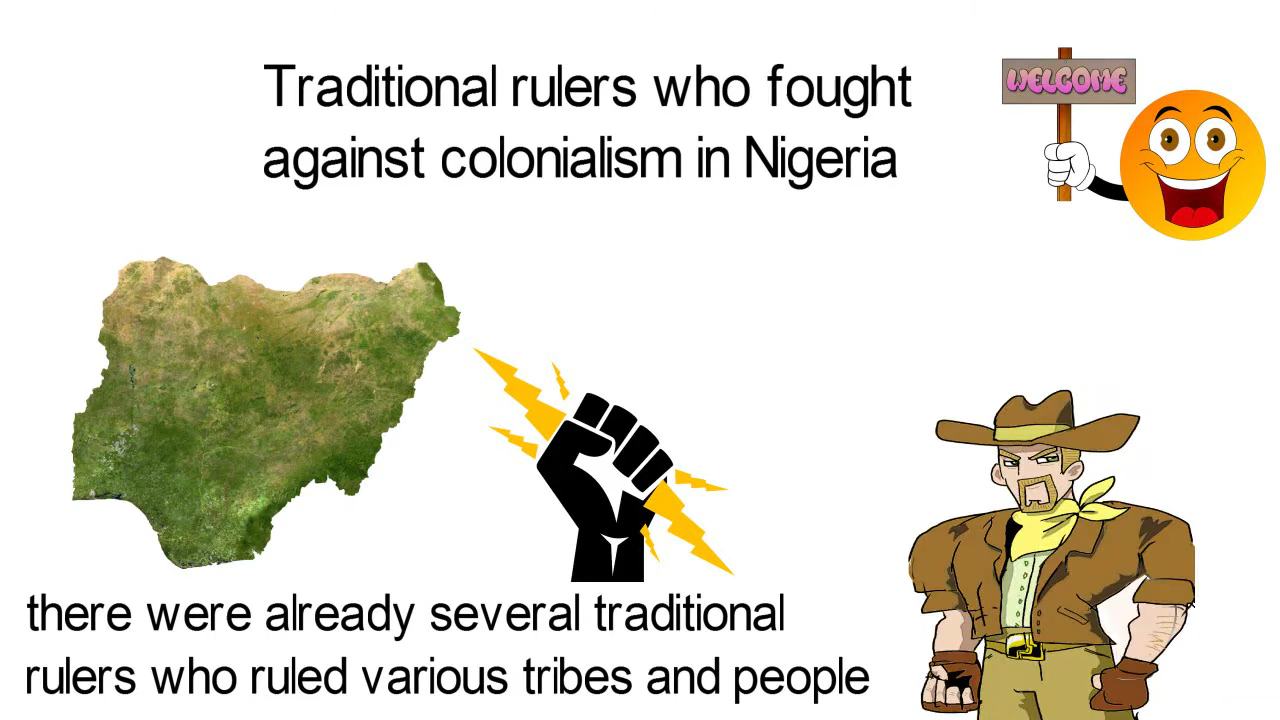 Traditional rulers who fought
against colonialism in Nigeria
WELCOME
there were already several traditional
rulers who ruled various tribes and people